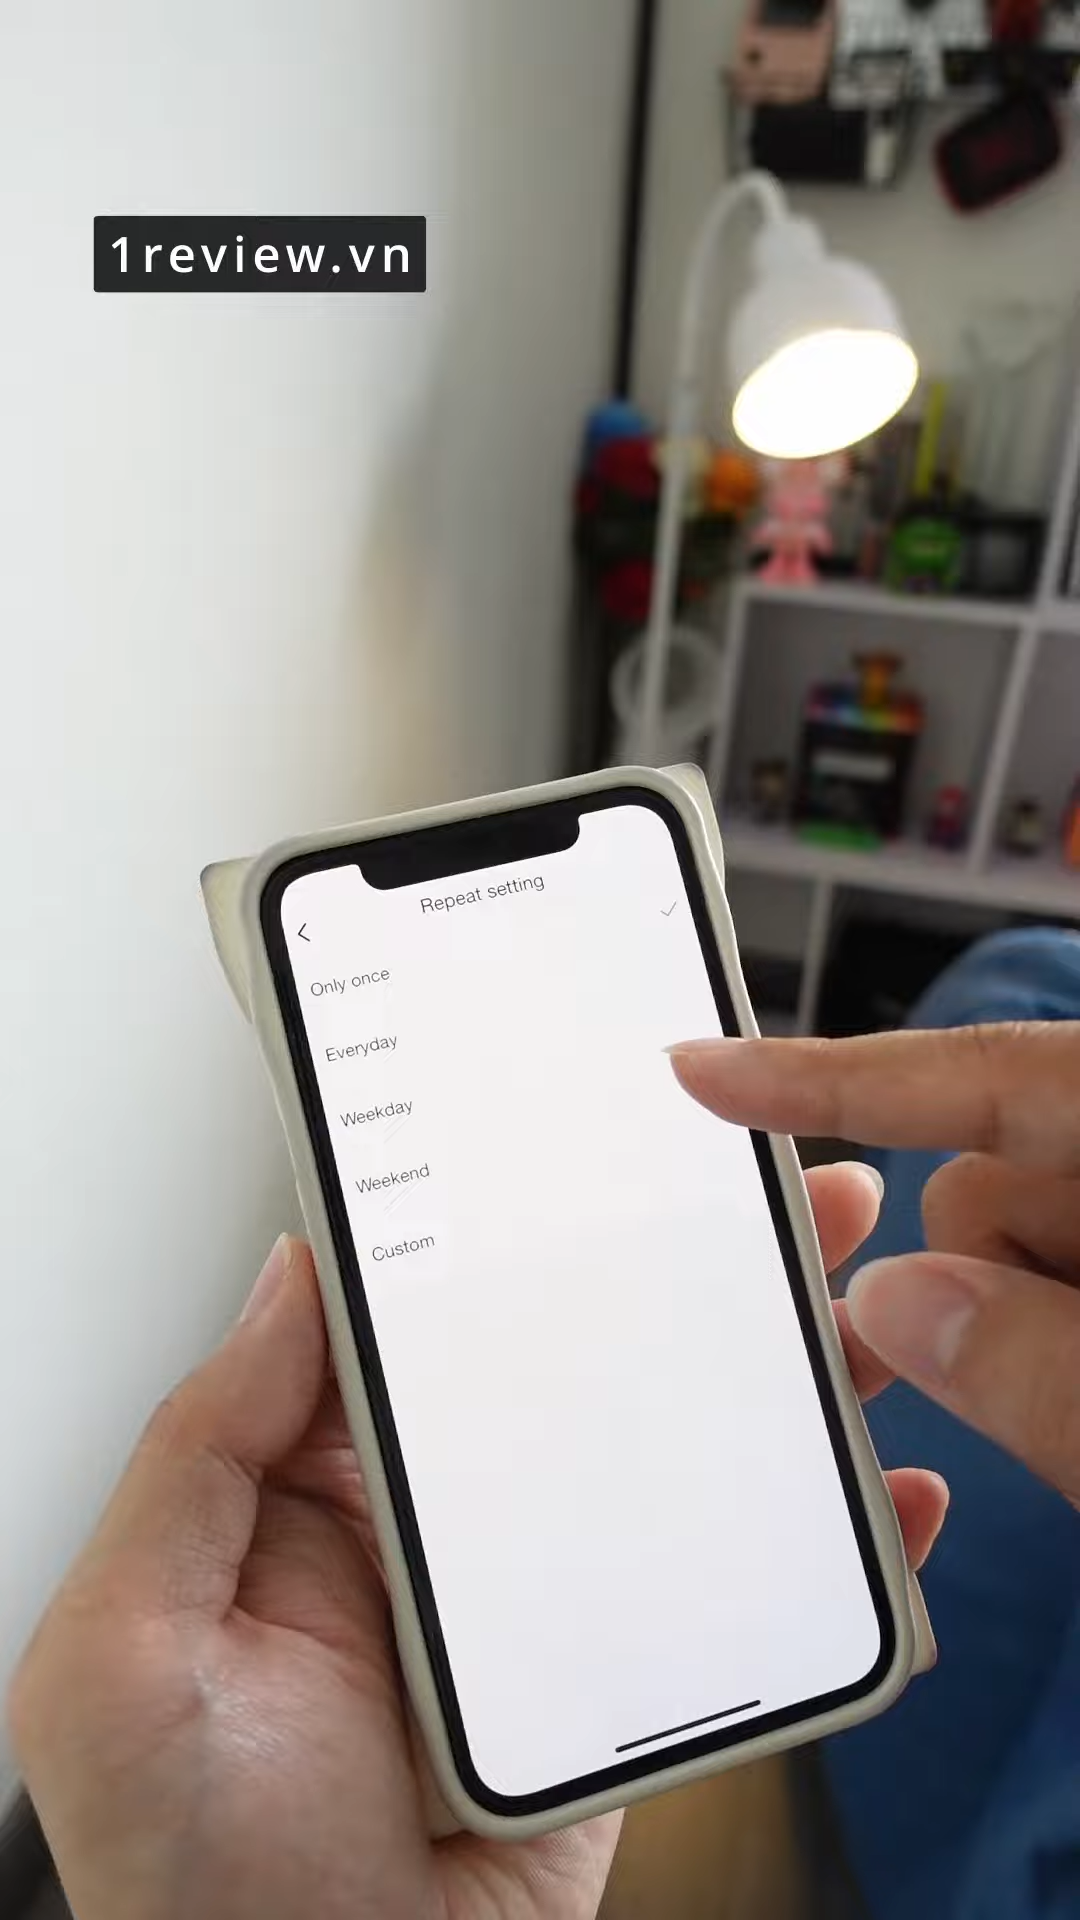 1review.vn
Repeat setting
Only once
Everyday
Weekday
Weekend
Custom